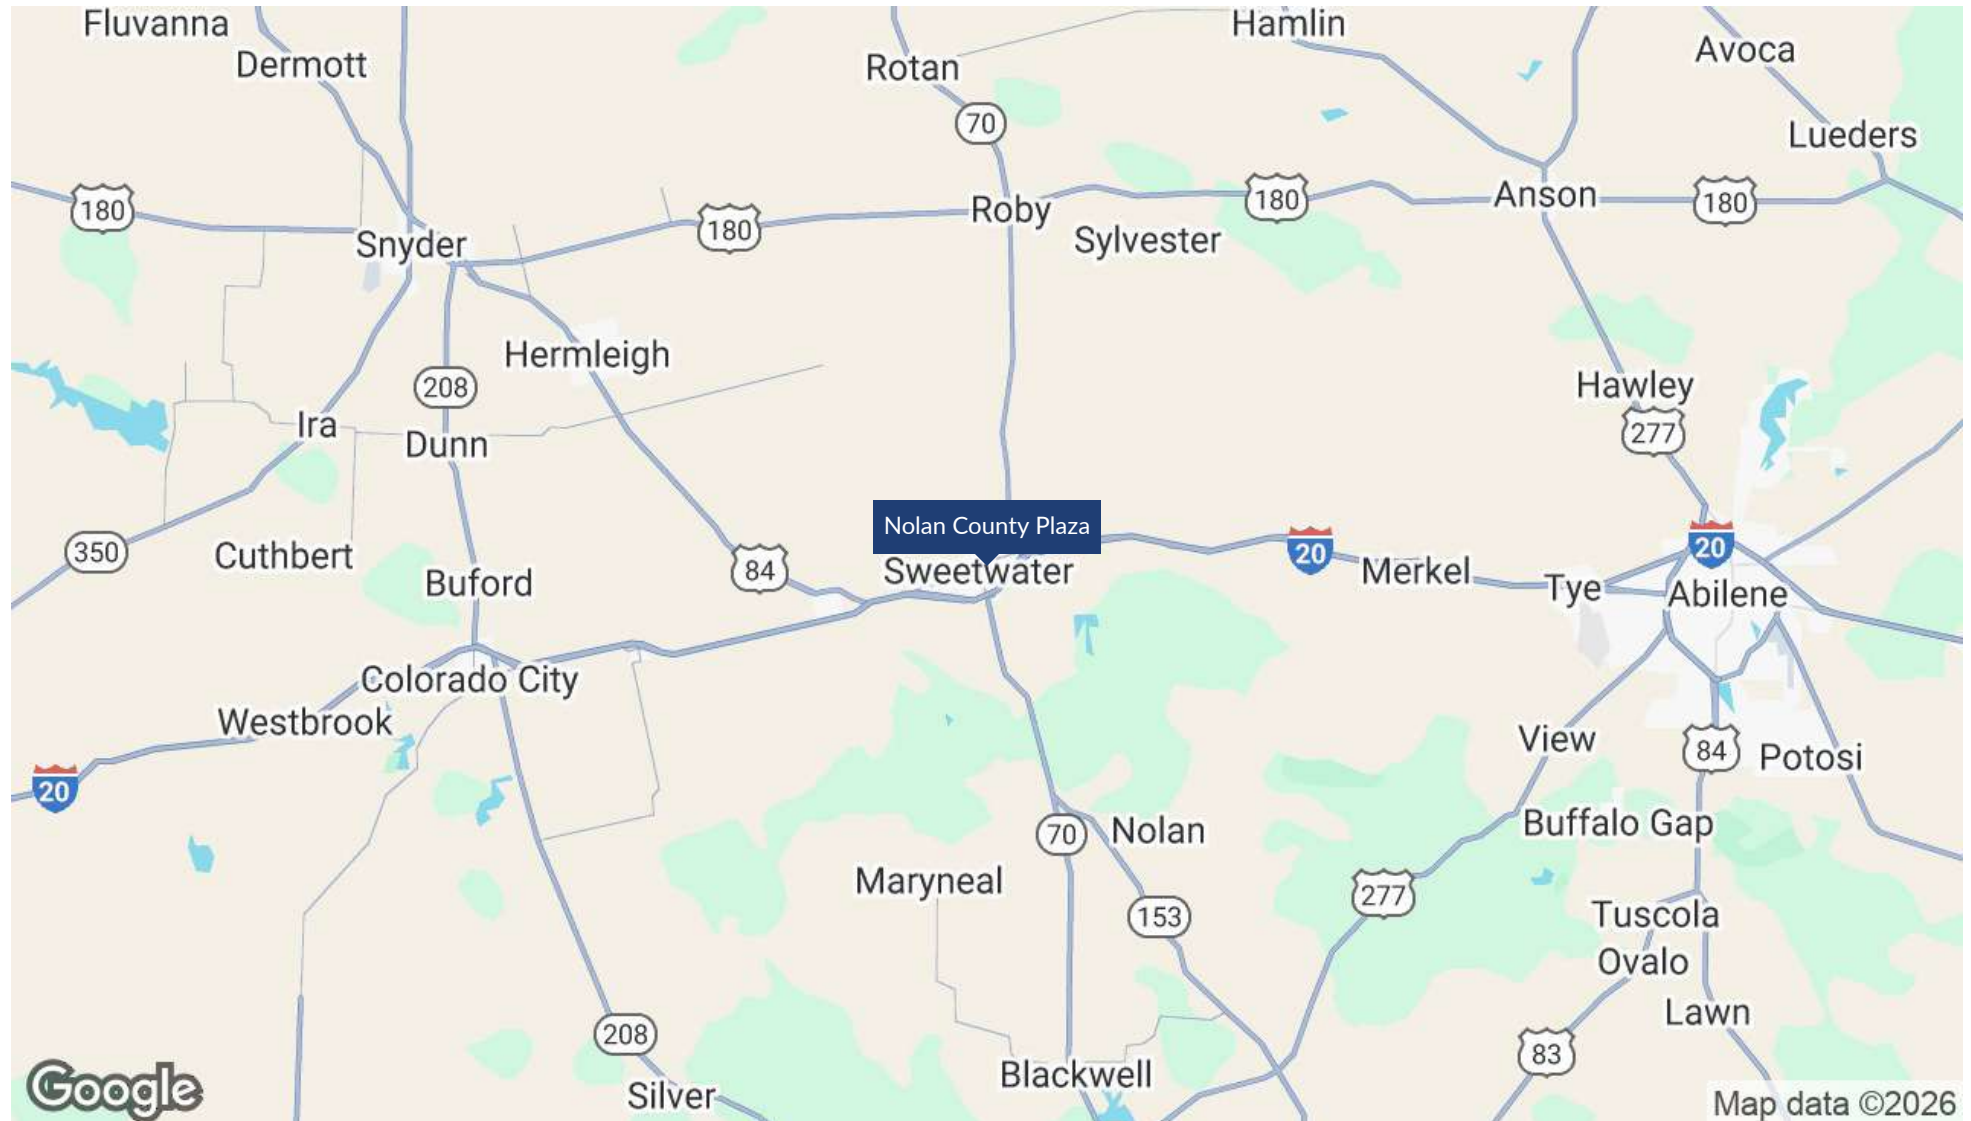 Fluvanna
Hamlin
Avoca
Dermott
Rotan
70
Lueders
180
180
180
Anson
180
Roby
Snyder
Sylvester
Hermleigh
208
Hawley
Ira
277
Dunn
Nolan County Plaza
350
Cuthbert
84
20
20
Sweetwater
Merkel
Buford
Tye
Abilene
Colorado City
Westbrook
View
84
Potosi
20
70
Nolan
Buffalo Gap
Maryneal
277
153
Tuscola
Ovalo
Lawn
208
83
Blackwell
Google
Silver
Map data ©2026